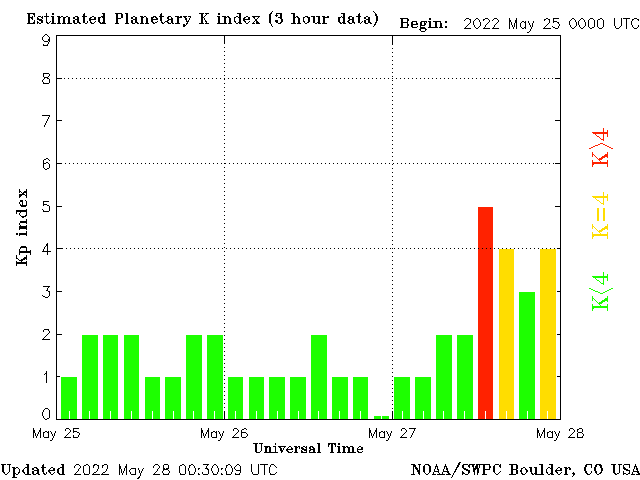 Estimated Planetary K index (3 hour data) Begin: 2022 May 25 0000 UTC
9
8
7
6
5
4
3
2
1
0
Kp index
K>4
K=4
K<4
May 25 May 26 May 27 May 28
Universal Time
Updated 2022 May 28 00:30:09 UTC NOAA/SWPC Boulder, CO USA